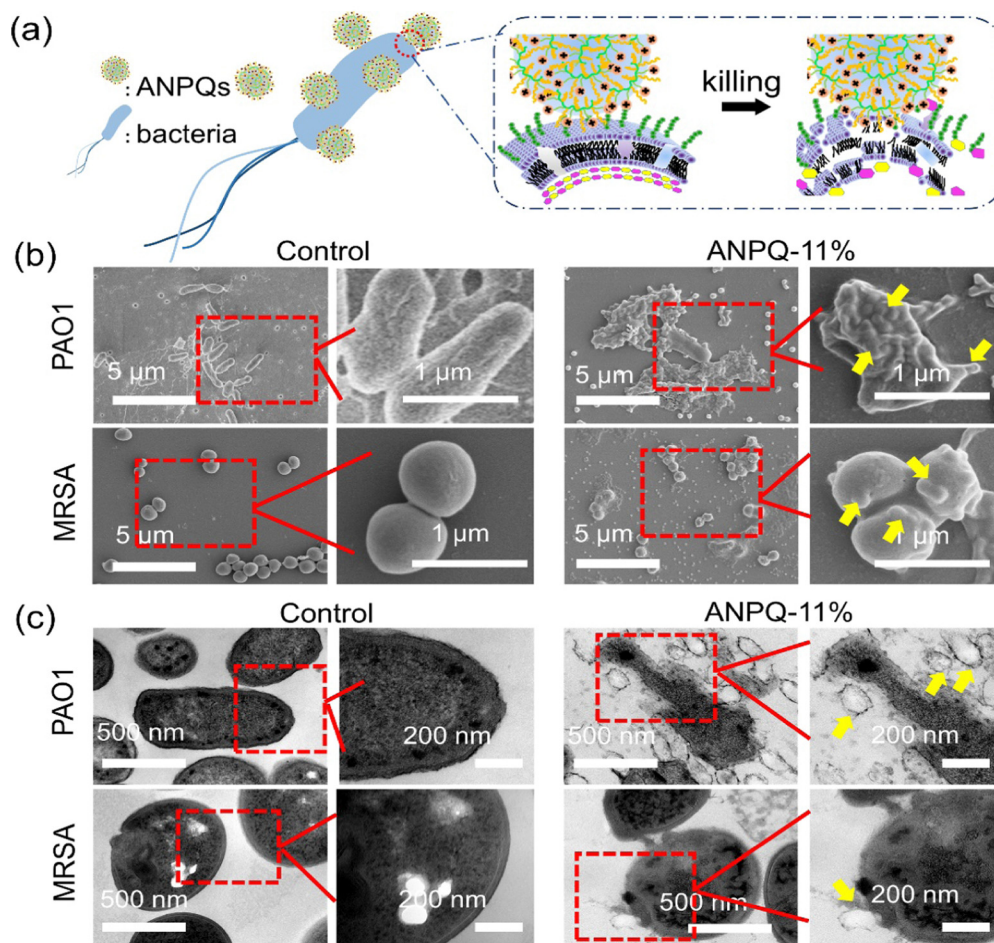 (a)
: ANPQs
: bacteria
killing
(b)
Control
ANPQ-11%
PAO1
5 μm
1 μm
5 μm
1 μm
MRSA
5 μm
1 μm
5 μm
1 μm
(c)
Control
ANPQ-11%
PAO1
500 nm
200 nm
500 nm
200 nm
MRSA
500 nm
200 nm
500 nm
200 nm